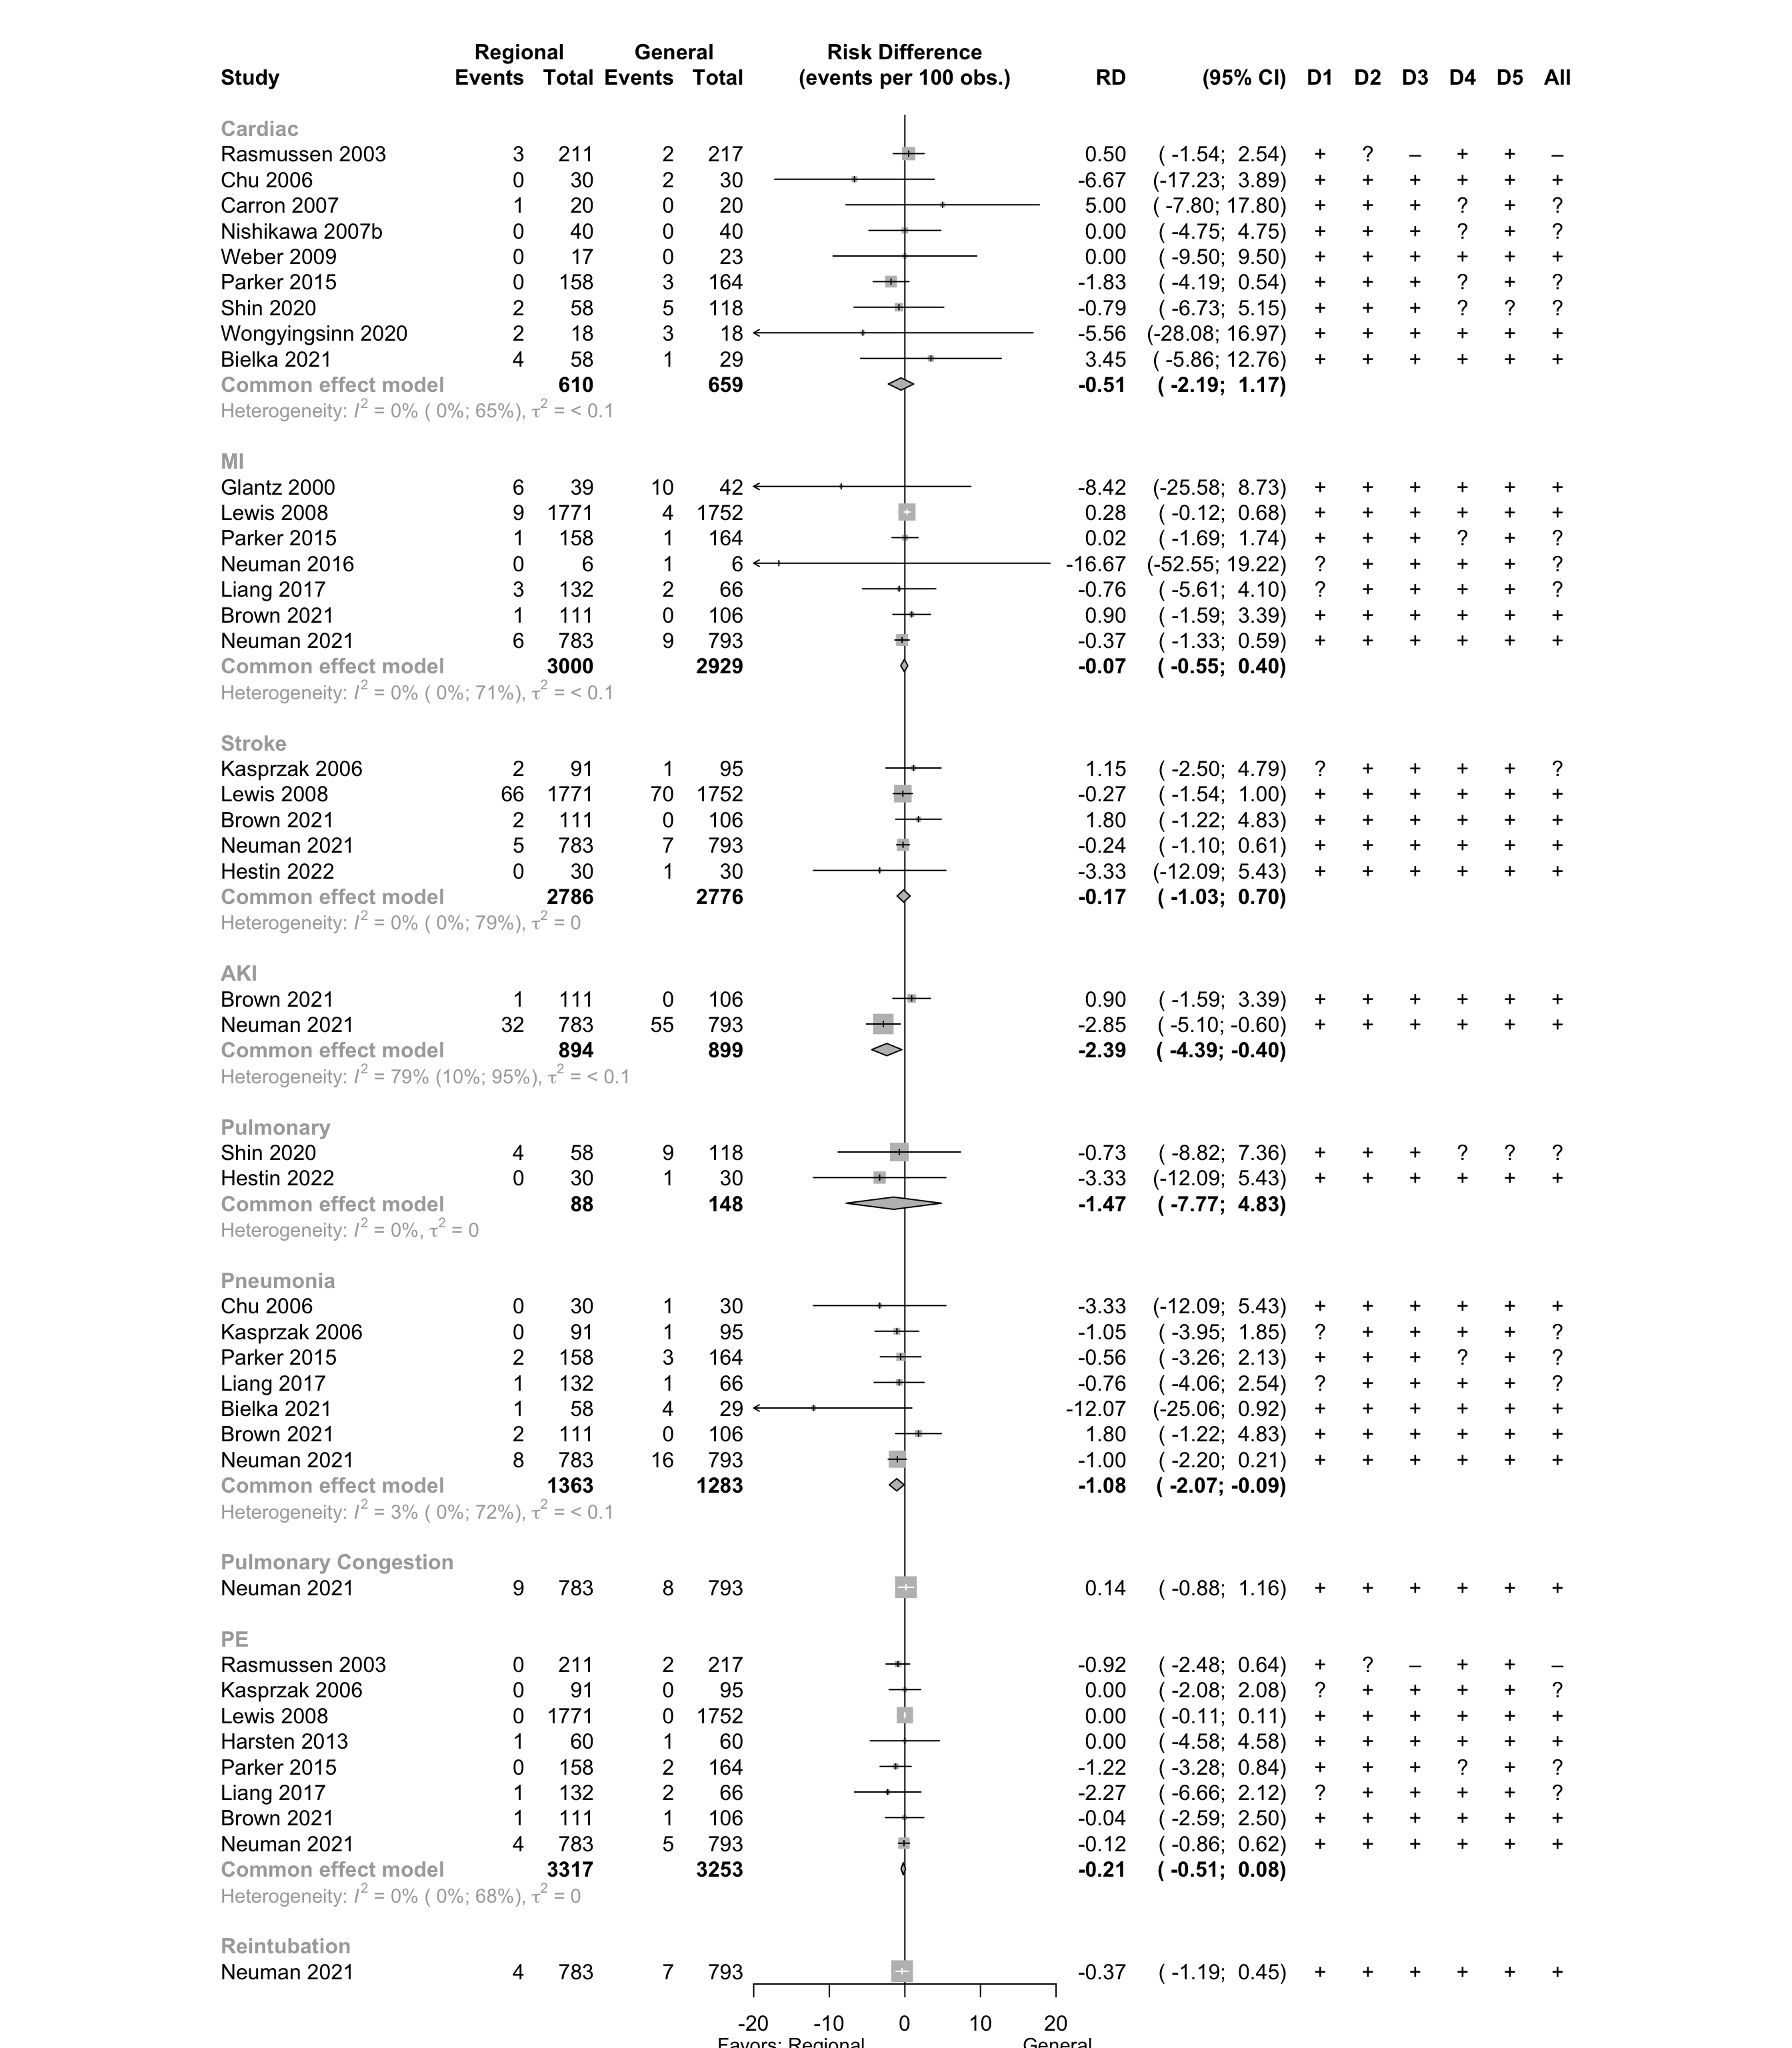 Regional General Risk Difference
Study Events Total Events Total (events per 100 obs.) RD (95% CI) D1 D2 D3 D4 D5 All
Cardiac
Rasmussen 2003 3 211 2 217 0.50 ( -1.54; 2.54) + ? – + + –
Chu 2006 0 30 2 30 -6.67 (-17.23; 3.89) + + + + + +
Carron 2007 1 20 0 20 5.00 ( -7.80; 17.80) + + + ? + ?
Nishikawa 2007b 0 40 0 40 0.00 ( -4.75; 4.75) + + + ? + ?
Weber 2009 0 17 0 23 0.00 ( -9.50; 9.50) + + + + + +
Parker 2015 0 158 3 164 -1.83 ( -4.19; 0.54) + + + ? + ?
Shin 2020 2 58 5 118 -0.79 ( -6.73; 5.15) + + + ? ? ?
Wongyingsinn 2020 2 18 3 18 -5.56 (-28.08; 16.97) + + + + + +
Bielka 2021 4 58 1 29 3.45 ( -5.86; 12.76) + + + + + +
Common effect model 610 659 -0.51 ( -2.19; 1.17)
Heterogeneity: I² = 0% ( 0%; 65%), τ² = < 0.1
MI
Glantz 2000 6 39 10 42 -8.42 (-25.58; 8.73) + + + + + +
Lewis 2008 9 1771 4 1752 0.28 ( -0.12; 0.68) + + + + + +
Parker 2015 1 158 1 164 0.02 ( -1.69; 1.74) + + + ? + ?
Neuman 2016 0 6 1 6 -16.67 (-52.55; 19.22) ? + + + + ?
Liang 2017 3 132 2 66 -0.76 ( -5.61; 4.10) ? + + + + ?
Brown 2021 1 111 0 106 0.90 ( -1.59; 3.39) + + + + + +
Neuman 2021 6 783 9 793 -0.37 ( -1.33; 0.59) + + + + + +
Common effect model 3000 2929 -0.07 ( -0.55; 0.40)
Heterogeneity: I² = 0% ( 0%; 71%), τ² = < 0.1
Stroke
Kasprzak 2006 2 91 1 95 1.15 ( -2.50; 4.79) ? + + + + ?
Lewis 2008 66 1771 70 1752 -0.27 ( -1.54; 1.00) + + + + + +
Brown 2021 2 111 0 106 1.80 ( -1.22; 4.83) + + + + + +
Neuman 2021 5 783 7 793 -0.24 ( -1.10; 0.61) + + + + + +
Hestin 2022 0 30 1 30 -3.33 (-12.09; 5.43) + + + + + +
Common effect model 2786 2776 -0.17 ( -1.03; 0.70)
Heterogeneity: I² = 0% ( 0%; 79%), τ² = 0
AKI
Brown 2021 1 111 0 106 0.90 ( -1.59; 3.39) + + + + + +
Neuman 2021 32 783 55 793 -2.85 ( -5.10; -0.60) + + + + + +
Common effect model 894 899 -2.39 ( -4.39; -0.40)
Heterogeneity: I² = 79% (10%; 95%), τ² = < 0.1
Pulmonary
Shin 2020 4 58 9 118 -0.73 ( -8.82; 7.36) + + + ? ? ?
Hestin 2022 0 30 1 30 -3.33 (-12.09; 5.43) + + + + + +
Common effect model 88 148 -1.47 ( -7.77; 4.83)
Heterogeneity: I² = 0%, τ² = 0
Pneumonia
Chu 2006 0 30 1 30 -3.33 (-12.09; 5.43) + + + + + +
Kasprzak 2006 0 91 1 95 -1.05 ( -3.95; 1.85) ? + + + + ?
Parker 2015 2 158 3 164 -0.56 ( -3.26; 2.13) + + + ? + ?
Liang 2017 1 132 1 66 -0.76 ( -4.06; 2.54) ? + + + + ?
Bielka 2021 1 58 4 29 -12.07 (-25.06; 0.92) + + + + + +
Brown 2021 2 111 0 106 1.80 ( -1.22; 4.83) + + + + + +
Neuman 2021 8 783 16 793 -1.00 ( -2.20; 0.21) + + + + + +
Common effect model 1363 1283 -1.08 ( -2.07; -0.09)
Heterogeneity: I² = 3% ( 0%; 72%), τ² = < 0.1
Pulmonary Congestion
Neuman 2021 9 783 8 793 0.14 ( -0.88; 1.16) + + + + + +
PE
Rasmussen 2003 0 211 2 217 -0.92 ( -2.48; 0.64) + ? – + + –
Kasprzak 2006 0 91 0 95 0.00 ( -2.08; 2.08) ? + + + + ?
Lewis 2008 0 1771 0 1752 0.00 ( -0.11; 0.11) + + + + + +
Harsten 2013 1 60 1 60 0.00 ( -4.58; 4.58) + + + + + +
Parker 2015 0 158 2 164 -1.22 ( -3.28; 0.84) + + + ? + ?
Liang 2017 1 132 2 66 -2.27 ( -6.66; 2.12) ? + + + + ?
Brown 2021 1 111 1 106 -0.04 ( -2.59; 2.50) + + + + + +
Neuman 2021 4 783 5 793 -0.12 ( -0.86; 0.62) + + + + + +
Common effect model 3317 3253 -0.21 ( -0.51; 0.08)
Heterogeneity: I² = 0% ( 0%; 68%), τ² = 0
Reintubation
Neuman 2021 4 783 7 793 -0.37 ( -1.19; 0.45) + + + + + +
-20 -10 0 10 20
Favors: Regional General